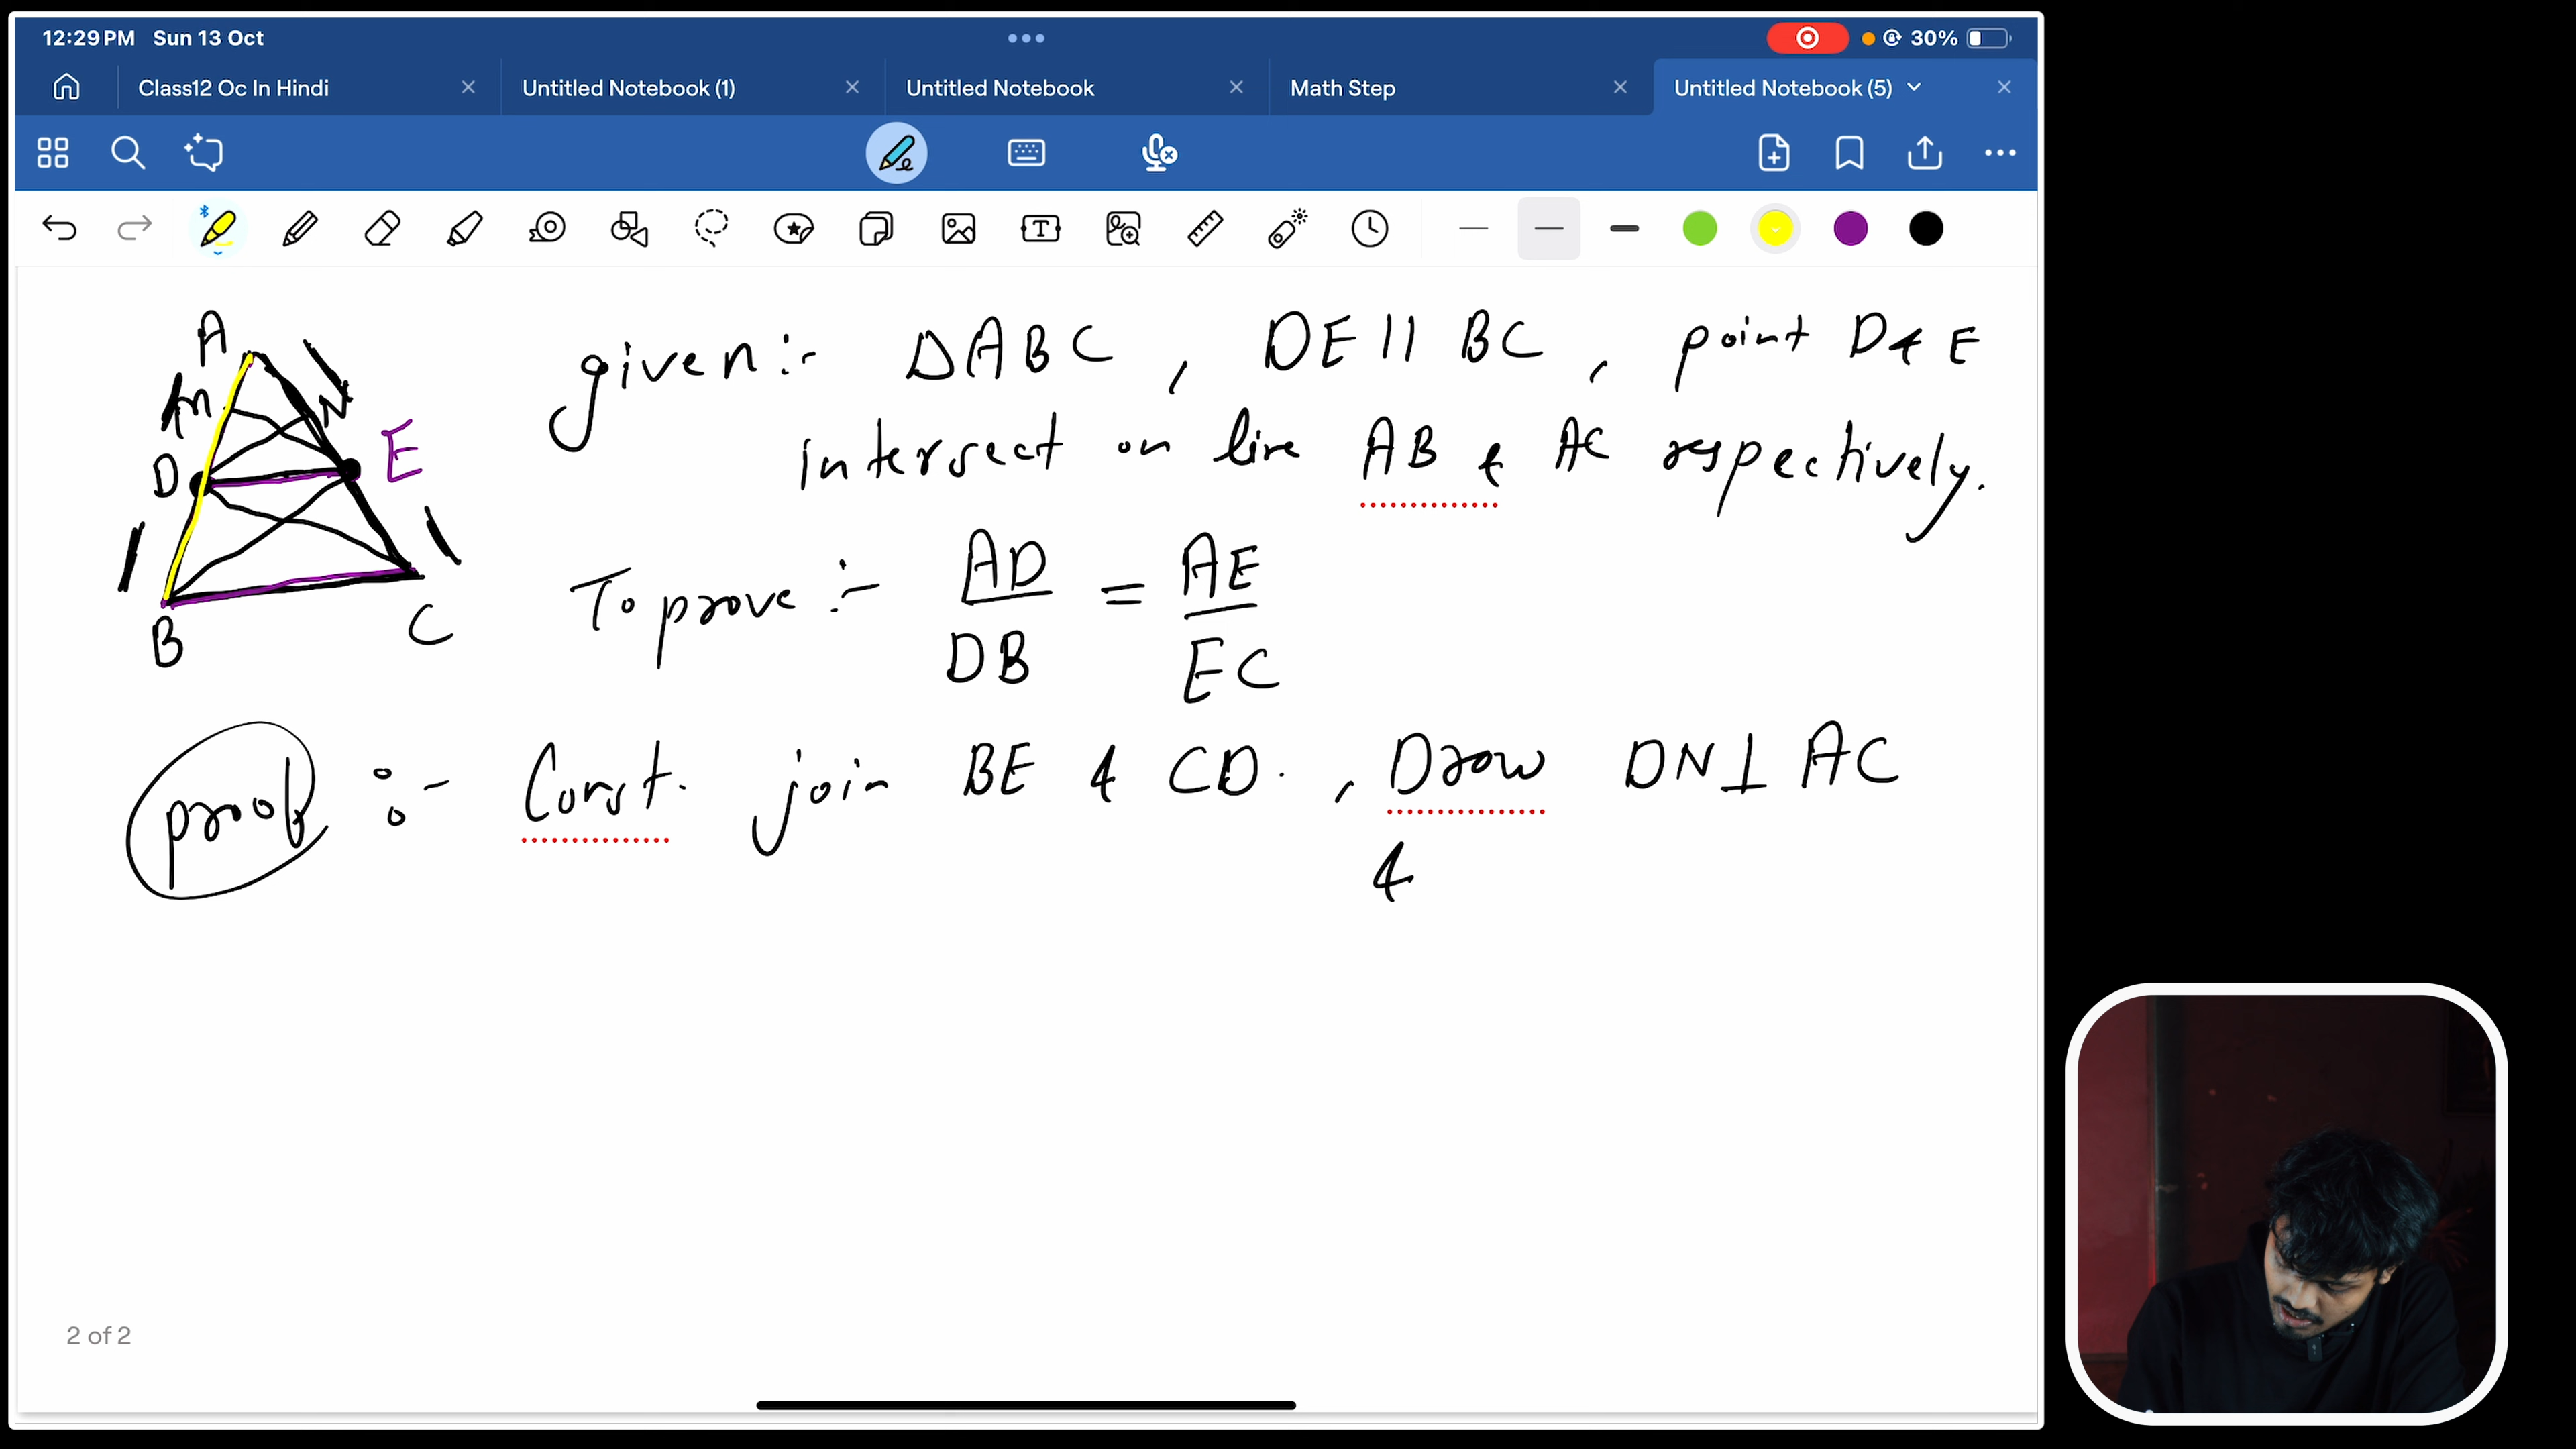 12:29 PM Sun 13 Oct
30%
Class12 Oc In Hindi
Untitled Notebook (1)
Untitled Notebook
Math Step
Untitled Notebook (5)
A
M
N
D
E
B
C
given :- ΔABC , DE || BC , point D & E
intersect on line AB & AC respectively.
To prove :- AD/DB = AE/EC
proof :- Const. join BE & CD. , Draw DN⊥AC
&
2 of 2